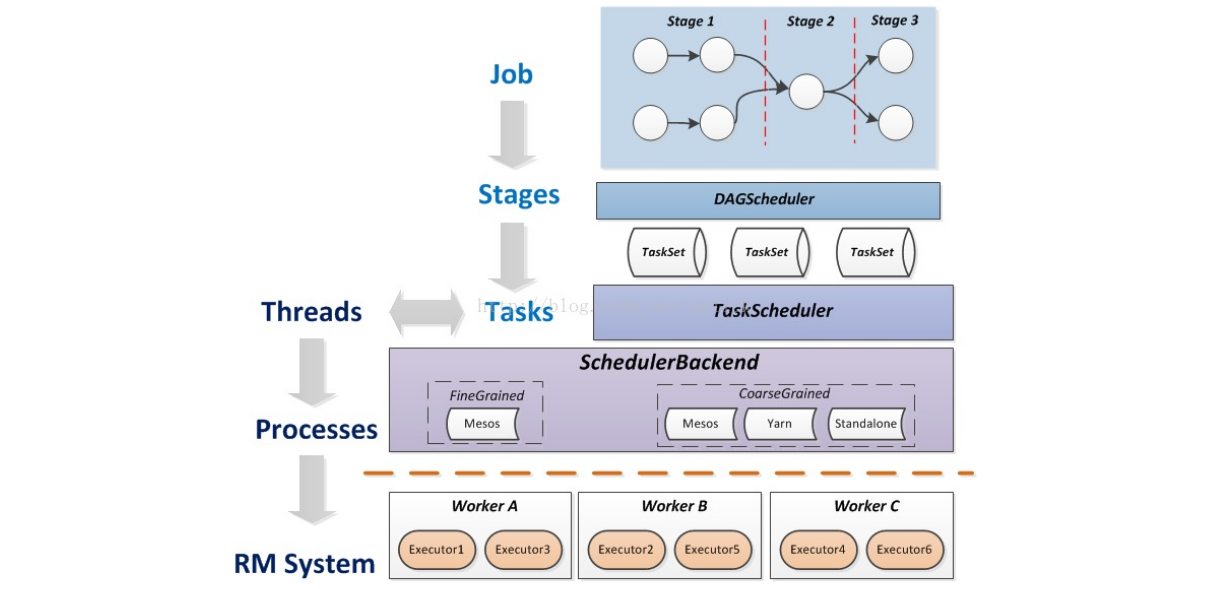 Stage 1 Stage 2 Stage 3
Job
Stages
DAGScheduler
TaskSet TaskSet TaskSet
Threads
Tasks
http://blog.
TaskScheduler
SchedulerBackend
FineGrained
Mesos
CoarseGrained
Mesos Yarn Standalone
Processes
Worker A Worker B Worker C
Executor1 Executor3 Executor2 Executor5 Executor4 Executor6
RM System